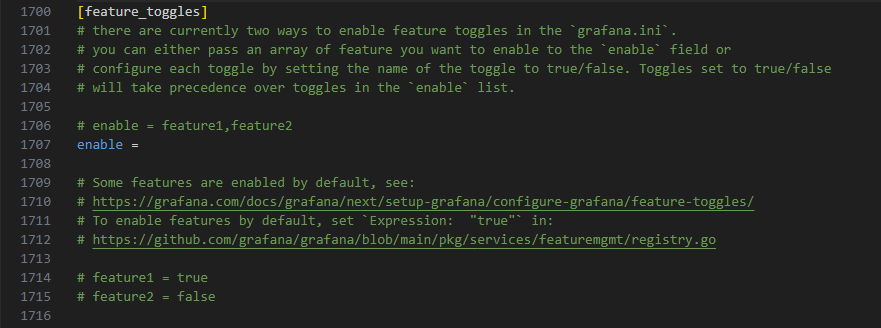 1700 [feature_toggles]
1701 # there are currently two ways to enable feature toggles in the `grafana.ini`.
1702 # you can either pass an array of feature you want to enable to the `enable` field or
1703 # configure each toggle by setting the name of the toggle to true/false. Toggles set to true/false
1704 # will take precedence over toggles in the `enable` list.
1705
1706 # enable = feature1,feature2
1707 enable =
1708
1709 # Some features are enabled by default, see:
1710 # https://grafana.com/docs/grafana/next/setup-grafana/configure-grafana/feature-toggles/
1711 # To enable features by default, set `Expression:  "true"` in:
1712 # https://github.com/grafana/grafana/blob/main/pkg/services/featuremgmt/registry.go
1713
1714 # feature1 = true
1715 # feature2 = false
1716